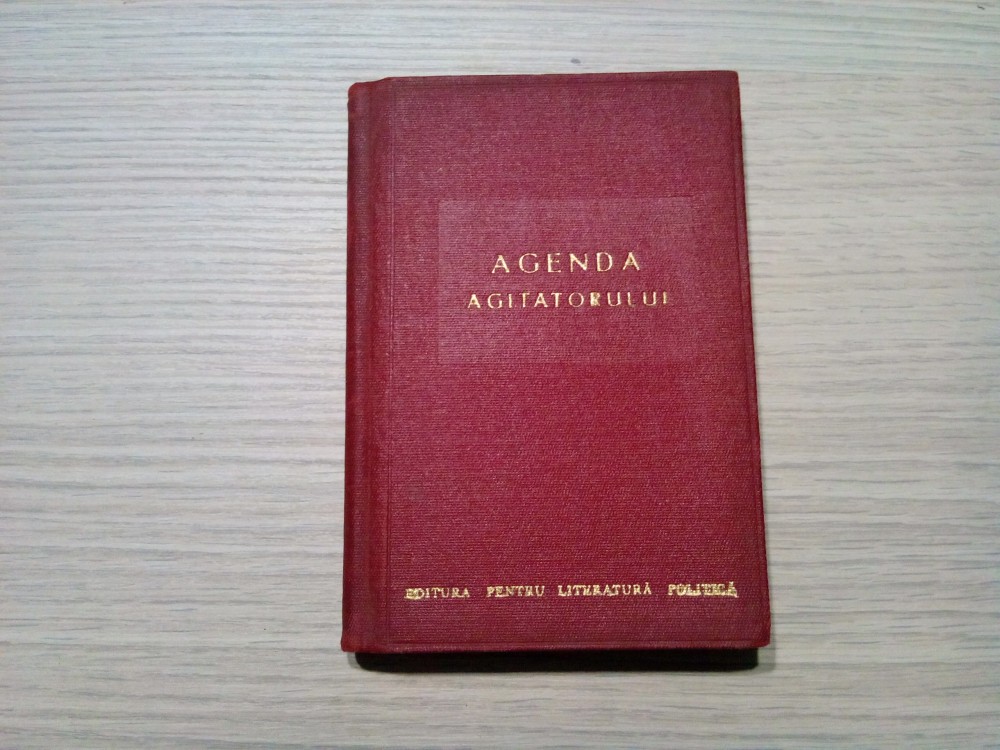 AGENDA
AGITATORULUI
EDITURA PENTRU LITERATURĂ POLITICĂ